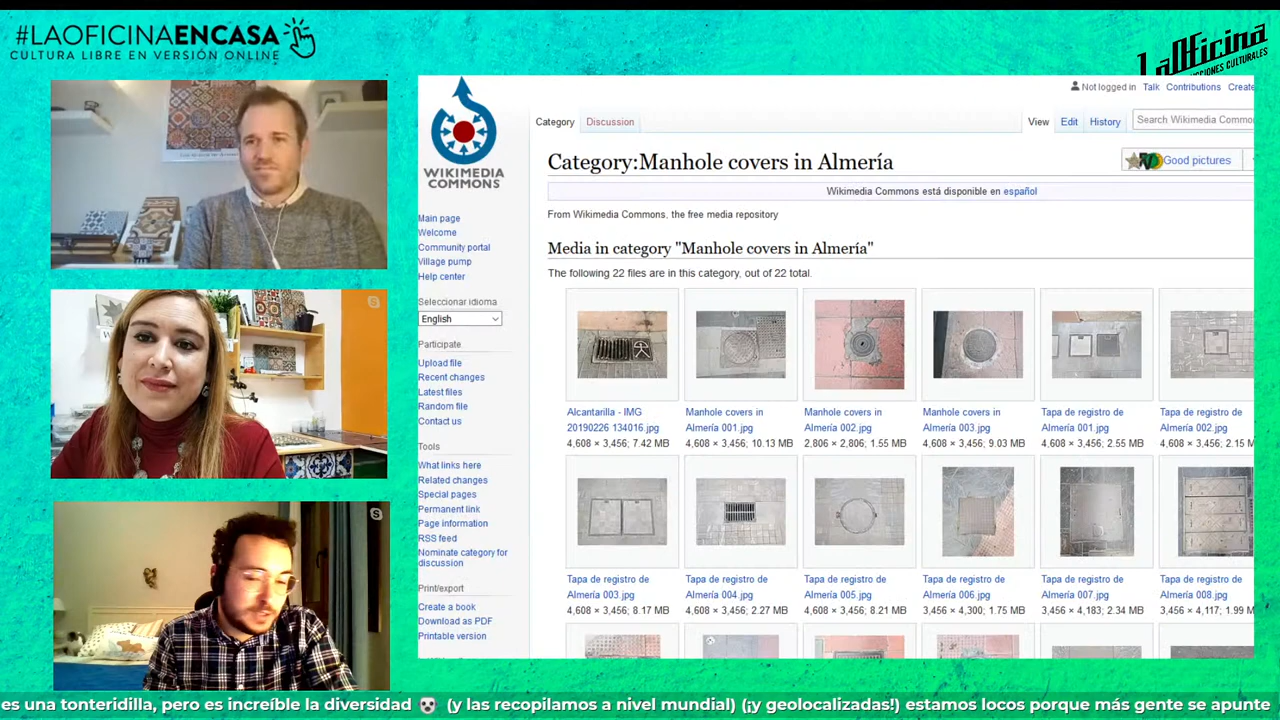 #LAOFICINAENCASA
CULTURA LIBRE EN VERSIÓN ONLINE
LaOficina
WIKIMEDIA
COMMONS
Main page
Welcome
Community portal
Village pump
Help center
Seleccionar idioma
English
Participate
Upload file
Recent changes
Latest files
Random file
Contact us
Tools
What links here
Related changes
Special pages
Permanent link
Page information
RSS feed
Nominate category for
discussion
Print/export
Create a book
Download as PDF
Printable version
Not logged in Talk Contributions Create
Category Discussion View Edit History Search Wikimedia Commo
Category:Manhole covers in Almería
Good pictures
Wikimedia Commons está disponible en español
From Wikimedia Commons, the free media repository
Media in category "Manhole covers in Almería"
The following 22 files are in this category, out of 22 total.
Alcantarilla - IMG
20190226 134016.jpg
4,608 × 3,456; 7.42 MB
Manhole covers in
Almería 001.jpg
4,608 × 3,456; 10.13 MB
Manhole covers in
Almería 002.jpg
2,806 × 2,806; 1.55 MB
Manhole covers in
Almería 003.jpg
4,608 × 3,456; 9.03 MB
Tapa de registro de
Almería 001.jpg
4,608 × 3,456; 2.55 MB
Tapa de registro de
Almería 002.jpg
4,608 × 3,456; 2.15 M
Tapa de registro de
Almería 003.jpg
4,608 × 3,456; 8.17 MB
Tapa de registro de
Almería 004.jpg
4,608 × 3,456; 2.27 MB
Tapa de registro de
Almería 005.jpg
4,608 × 3,456; 8.21 MB
Tapa de registro de
Almería 006.jpg
3,456 × 4,300; 1.75 MB
Tapa de registro de
Almería 007.jpg
3,456 × 4,183; 2.34 MB
Tapa de registro de
Almería 008.jpg
3,456 × 4,117; 1.99 M
es una tonteridilla, pero es increíble la diversidad 💀 (y las recopilamos a nivel mundial) (¡y geolocalizadas!) estamos locos porque más gente se apunte